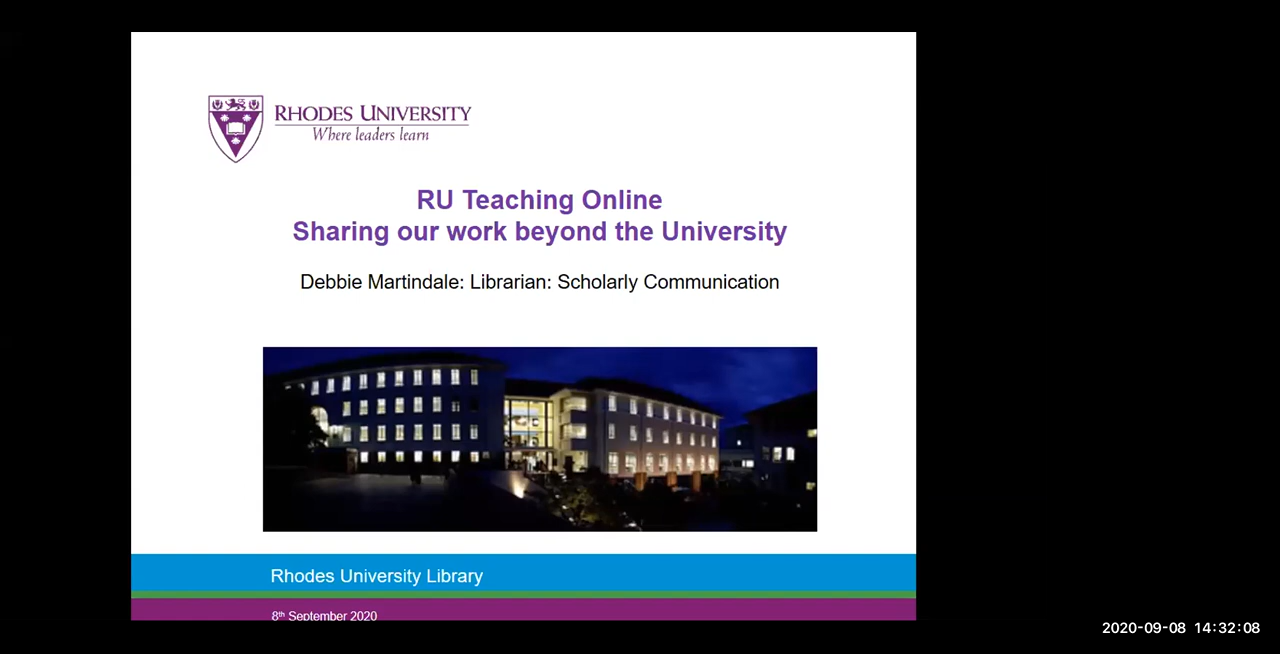 RHODES UNIVERSITY
Where leaders learn
RU Teaching Online
Sharing our work beyond the University
Debbie Martindale: Librarian: Scholarly Communication
Rhodes University Library
8th September 2020
2020-09-08 14:32:08